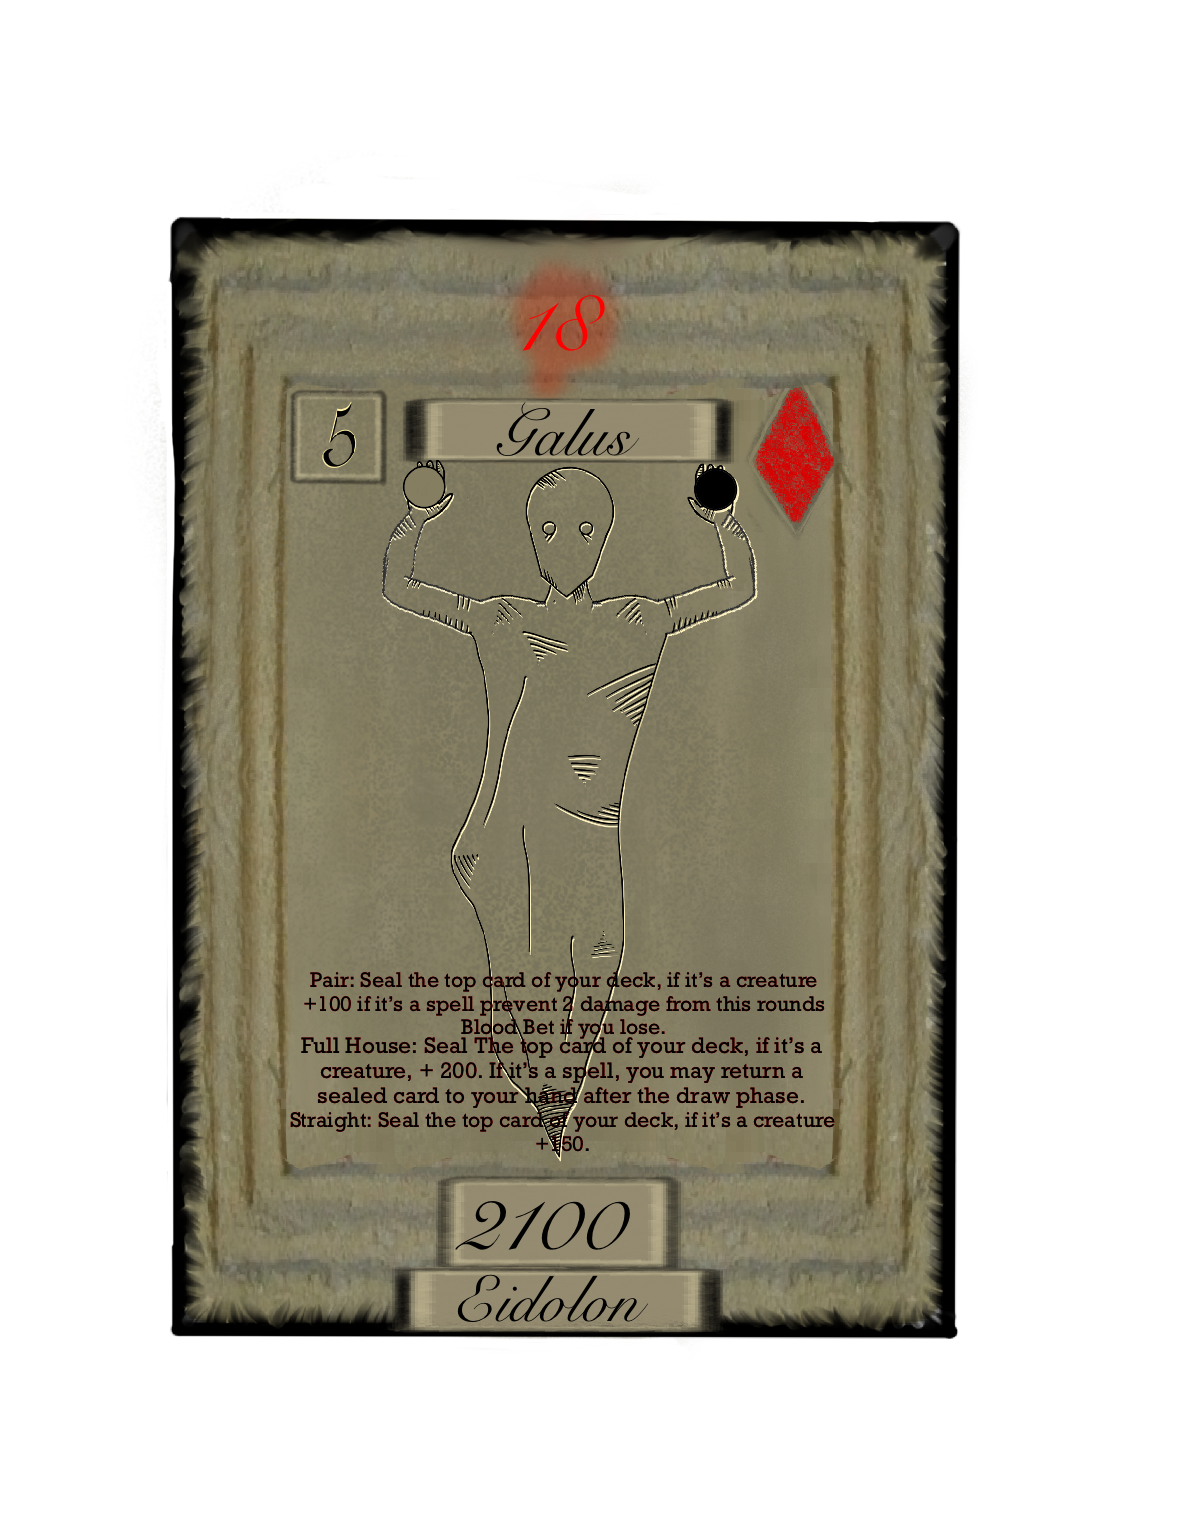 18
5
Galus
Pair: Seal the top card of your deck, if it's a creature
+100 if it's a spell prevent 2 damage from this rounds
Blood Bet if you lose.
Full House: Seal The top card of your deck, if it's a
creature, + 200. If it's a spell, you may return a
sealed card to your hand after the draw phase.
Straight: Seal the top card of your deck, if it's a creature
+150.
2100
Eidolon